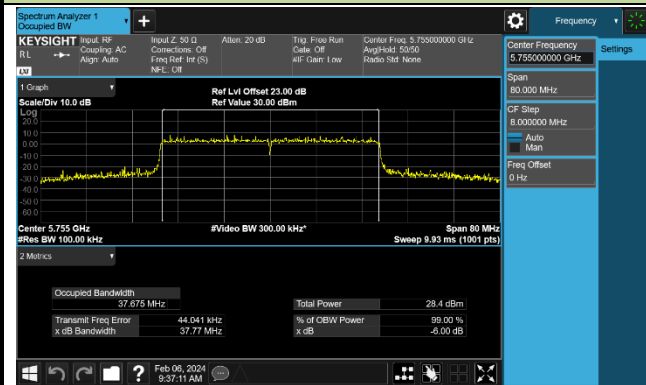 Spectrum Analyzer 1
Occupied BW
Frequency
KEYSIGHT
R L
LXI
Input: RF
Coupling: AC
Align: Auto
Input Z: 50 Ω
Corrections: Off
Freq Ref: Int (S)
NFE: Off
Atten: 20 dB
Trig: Free Run
Gate: Off
#IF Gain: Low
Center Freq: 5.755000000 GHz
Avg|Hold: 50/50
Radio Std: None
Center Frequency
5.755000000 GHz
Settings
Span
80.000 MHz
CF Step
8.000000 MHz
Auto
Man
Freq Offset
0 Hz
1 Graph
Scale/Div 10.0 dB
Ref Lvl Offset 23.00 dB
Ref Value 30.00 dBm
Log
20.0
10.0
0.00
-10.0
-20.0
-30.0
-40.0
-50.0
-60.0
Center 5.755 GHz
#Res BW 100.00 kHz
#Video BW 300.00 kHz*
Span 80 MHz
Sweep 9.93 ms (1001 pts)
2 Metrics
Occupied Bandwidth
37.675 MHz
Total Power 28.4 dBm
Transmit Freq Error 44.041 kHz
% of OBW Power 99.00 %
x dB Bandwidth 37.77 MHz
x dB -6.00 dB
Feb 06, 2024
9:37:11 AM